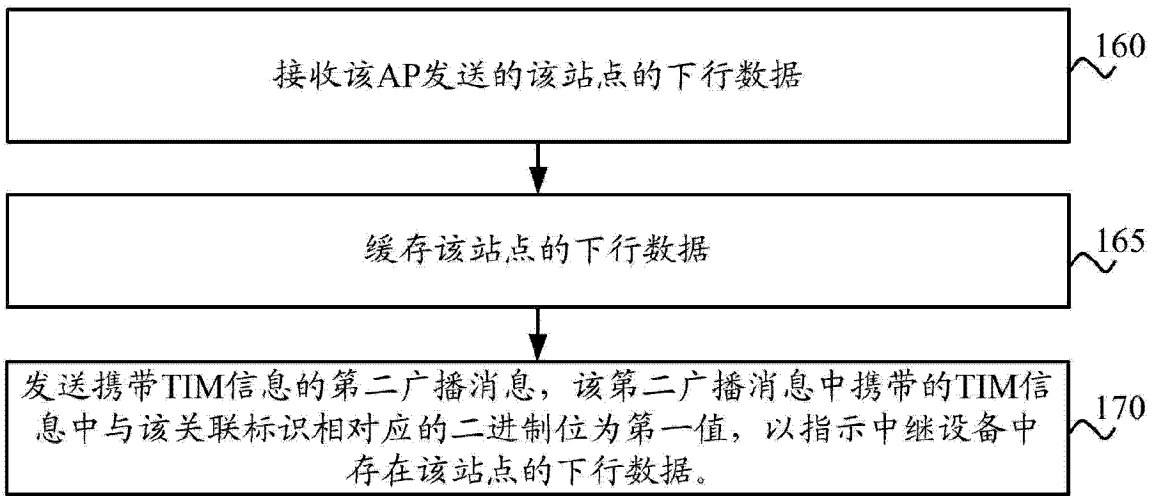 接收该AP发送的该站点的下行数据
160
缓存该站点的下行数据
165
发送携带TIM信息的第二广播消息，该第二广播消息中携带的TIM信
息中与该关联标识相对应的二进制位为第一值，以指示中继设备中
存在该站点的下行数据。
170